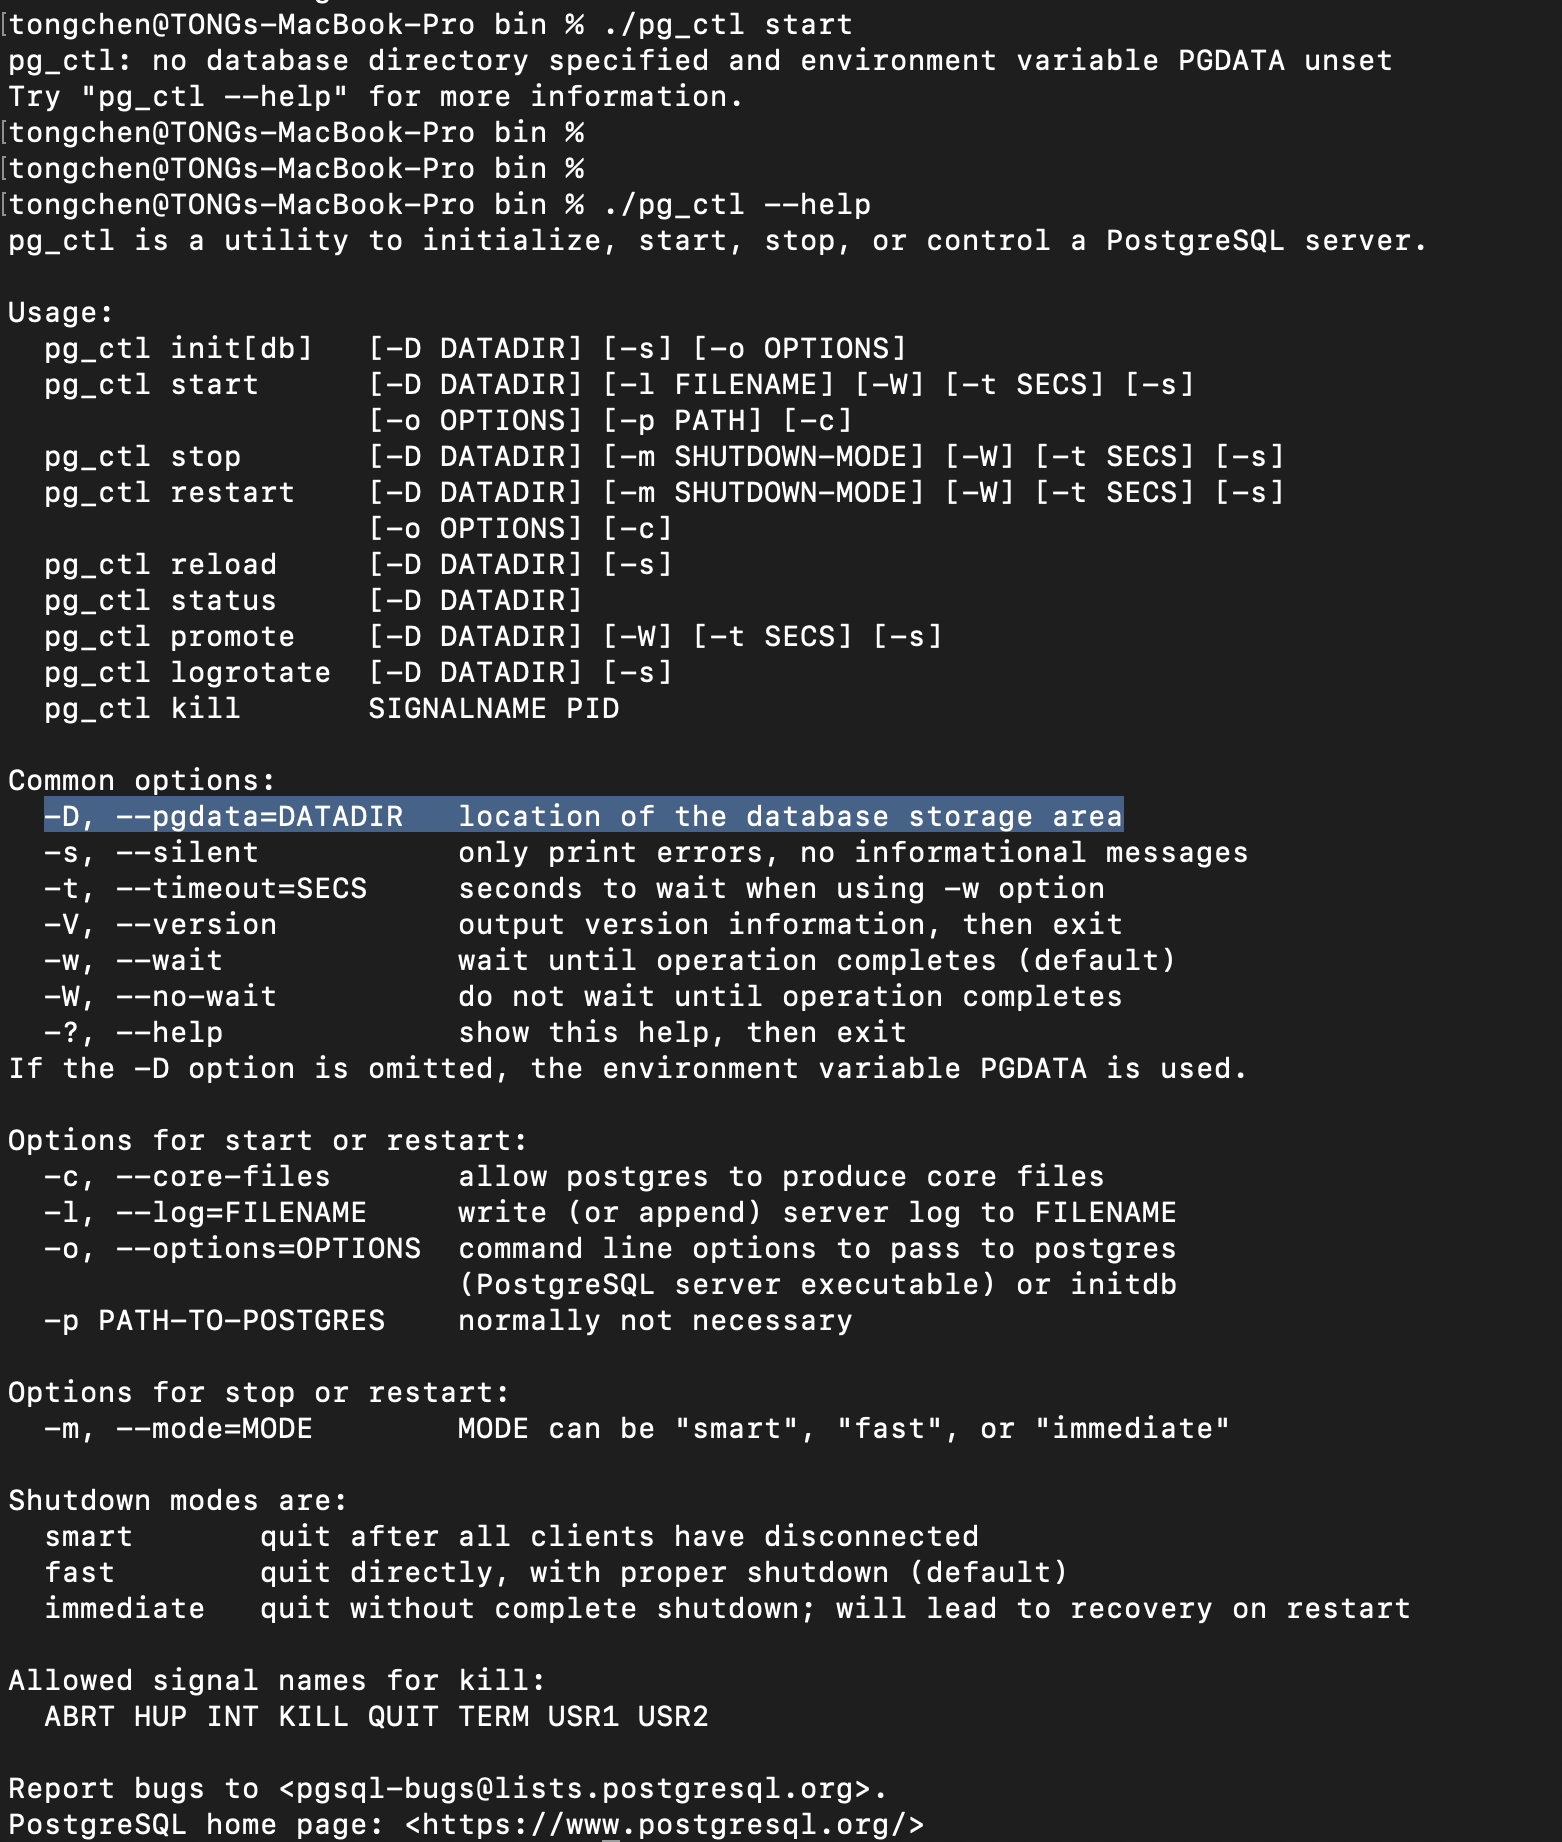 [tongchen@TONGs-MacBook-Pro bin % ./pg_ctl start
pg_ctl: no database directory specified and environment variable PGDATA unset
Try "pg_ctl --help" for more information.
[tongchen@TONGs-MacBook-Pro bin %
[tongchen@TONGs-MacBook-Pro bin %
[tongchen@TONGs-MacBook-Pro bin % ./pg_ctl --help
pg_ctl is a utility to initialize, start, stop, or control a PostgreSQL server.
Usage:
  pg_ctl init[db]   [-D DATADIR] [-s] [-o OPTIONS]
  pg_ctl start      [-D DATADIR] [-l FILENAME] [-W] [-t SECS] [-s]
                    [-o OPTIONS] [-p PATH] [-c]
  pg_ctl stop       [-D DATADIR] [-m SHUTDOWN-MODE] [-W] [-t SECS] [-s]
  pg_ctl restart    [-D DATADIR] [-m SHUTDOWN-MODE] [-W] [-t SECS] [-s]
                    [-o OPTIONS] [-c]
  pg_ctl reload     [-D DATADIR] [-s]
  pg_ctl status     [-D DATADIR]
  pg_ctl promote    [-D DATADIR] [-W] [-t SECS] [-s]
  pg_ctl logrotate  [-D DATADIR] [-s]
  pg_ctl kill       SIGNALNAME PID
Common options:
  -D, --pgdata=DATADIR   location of the database storage area
  -s, --silent           only print errors, no informational messages
  -t, --timeout=SECS     seconds to wait when using -w option
  -V, --version          output version information, then exit
  -w, --wait             wait until operation completes (default)
  -W, --no-wait          do not wait until operation completes
  -?, --help             show this help, then exit
If the -D option is omitted, the environment variable PGDATA is used.
Options for start or restart:
  -c, --core-files       allow postgres to produce core files
  -l, --log=FILENAME     write (or append) server log to FILENAME
  -o, --options=OPTIONS  command line options to pass to postgres
                         (PostgreSQL server executable) or initdb
  -p PATH-TO-POSTGRES    normally not necessary
Options for stop or restart:
  -m, --mode=MODE        MODE can be "smart", "fast", or "immediate"
Shutdown modes are:
  smart       quit after all clients have disconnected
  fast        quit directly, with proper shutdown (default)
  immediate   quit without complete shutdown; will lead to recovery on restart
Allowed signal names for kill:
  ABRT HUP INT KILL QUIT TERM USR1 USR2
Report bugs to <pgsql-bugs@lists.postgresql.org>.
PostgreSQL home page: <https://www.postgresql.org/>